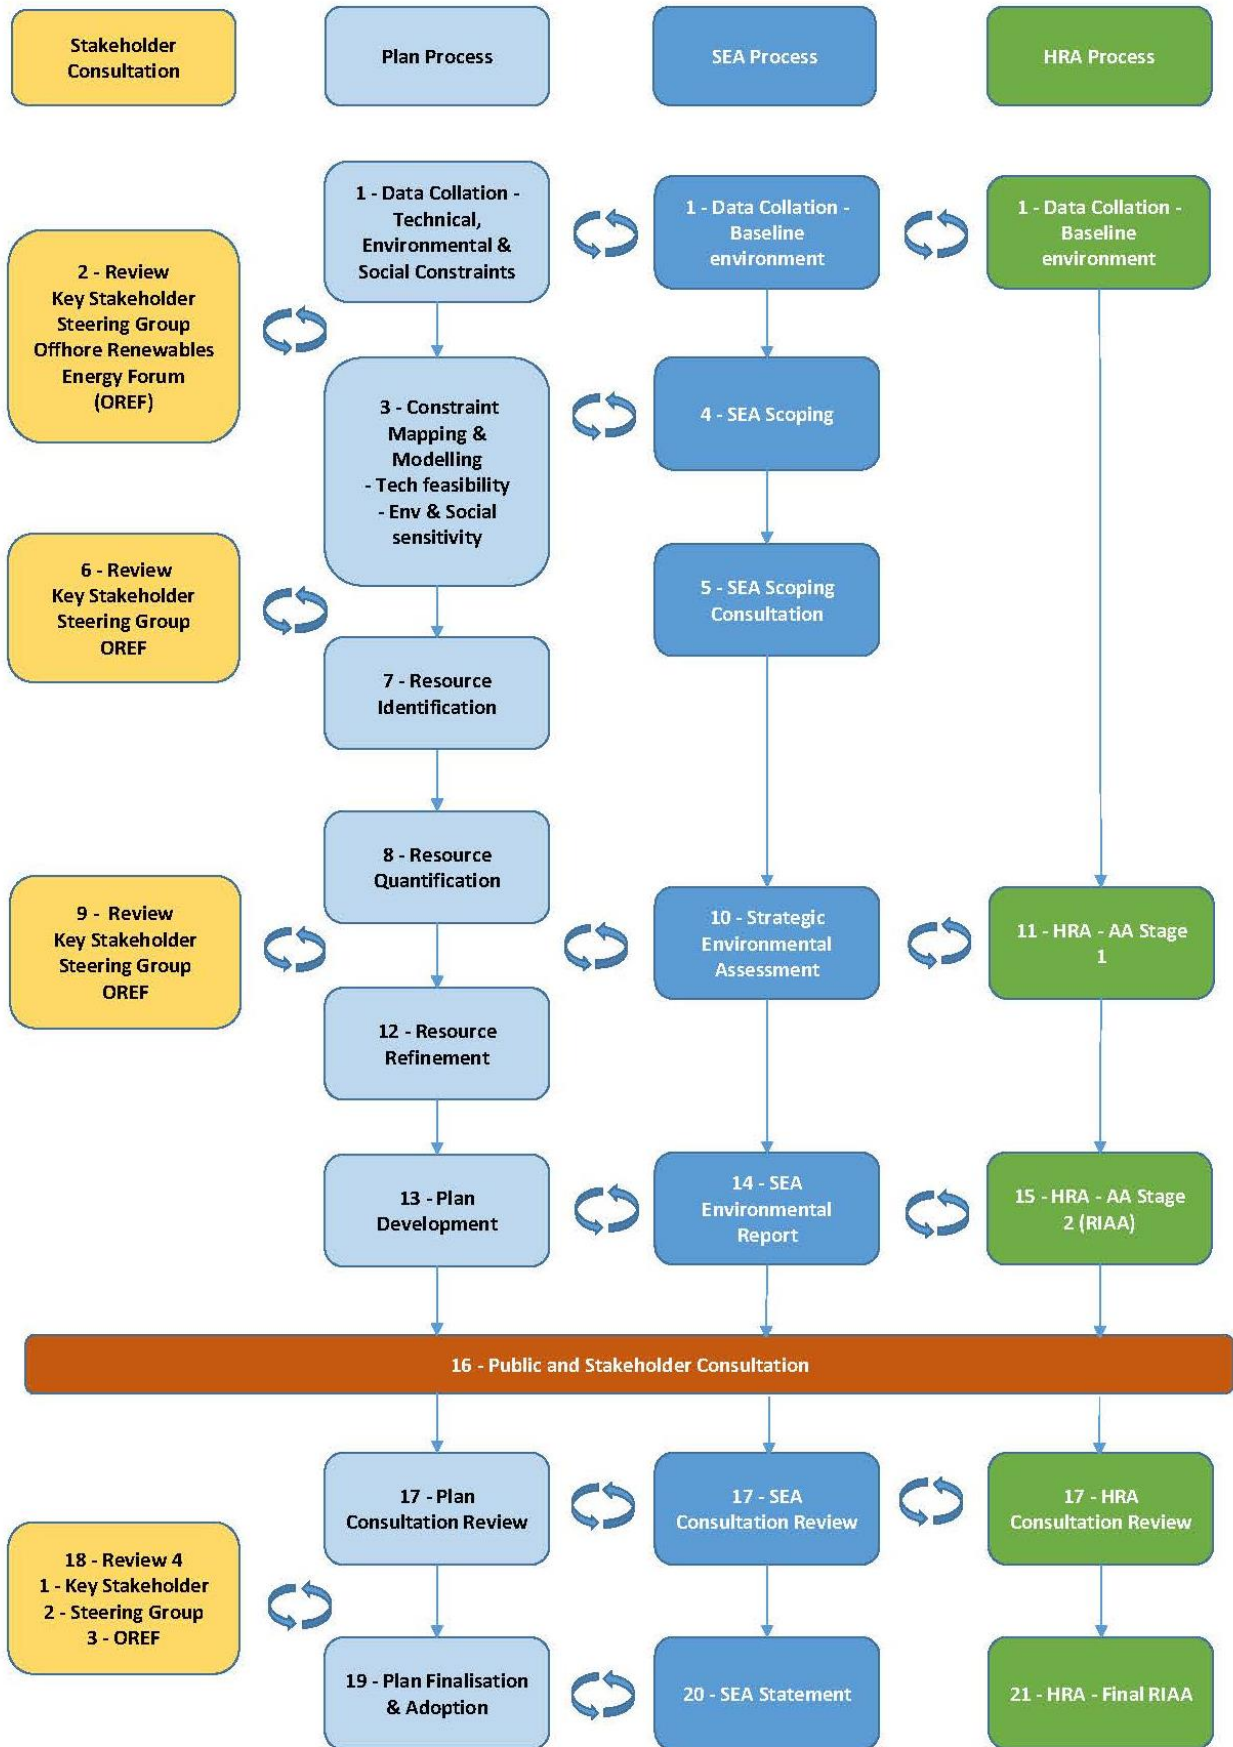 Stakeholder
Consultation
Plan Process
SEA Process
HRA Process
1 - Data Collation -
Technical,
Environmental &
Social Constraints
1 - Data Collation -
Baseline
environment
1 - Data Collation -
Baseline
environment
2 - Review
Key Stakeholder
Steering Group
Offhore Renewables
Energy Forum
(OREF)
3 - Constraint
Mapping &
Modelling
- Tech feasibility
- Env & Social
sensitivity
4 - SEA Scoping
5 - SEA Scoping
Consultation
6 - Review
Key Stakeholder
Steering Group
OREF
7 - Resource
Identification
8 - Resource
Quantification
9 - Review
Key Stakeholder
Steering Group
OREF
10 - Strategic
Environmental
Assessment
11 - HRA - AA Stage
1
12 - Resource
Refinement
13 - Plan
Development
14 - SEA
Environmental
Report
15 - HRA - AA Stage
2 (RIAA)
16 - Public and Stakeholder Consultation
17 - Plan
Consultation Review
17 - SEA
Consultation Review
17 - HRA
Consultation Review
18 - Review 4
1 - Key Stakeholder
2 - Steering Group
3 - OREF
19 - Plan Finalisation
& Adoption
20 - SEA Statement
21 - HRA - Final RIAA